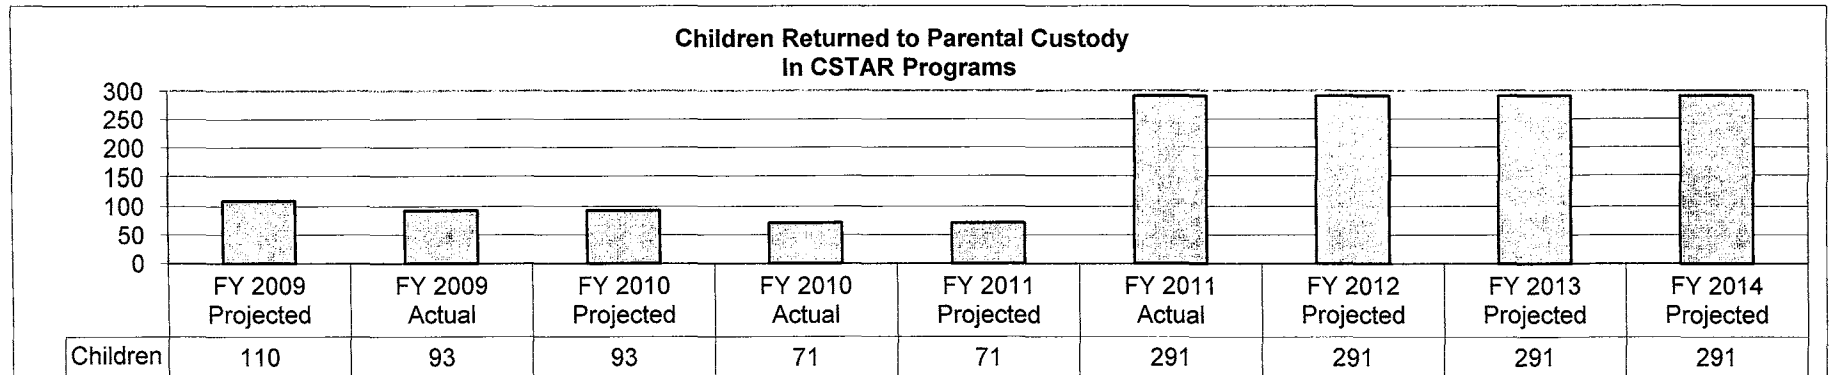 Children Returned to Parental Custody
In CSTAR Programs
300
250
200
150
100
50
0
FY 2009 FY 2009 FY 2010 FY 2010 FY 2011 FY 2011 FY 2012 FY 2013 FY 2014
Projected Actual Projected Actual Projected Actual Projected Projected Projected
Children 110 93 93 71 71 291 291 291 291